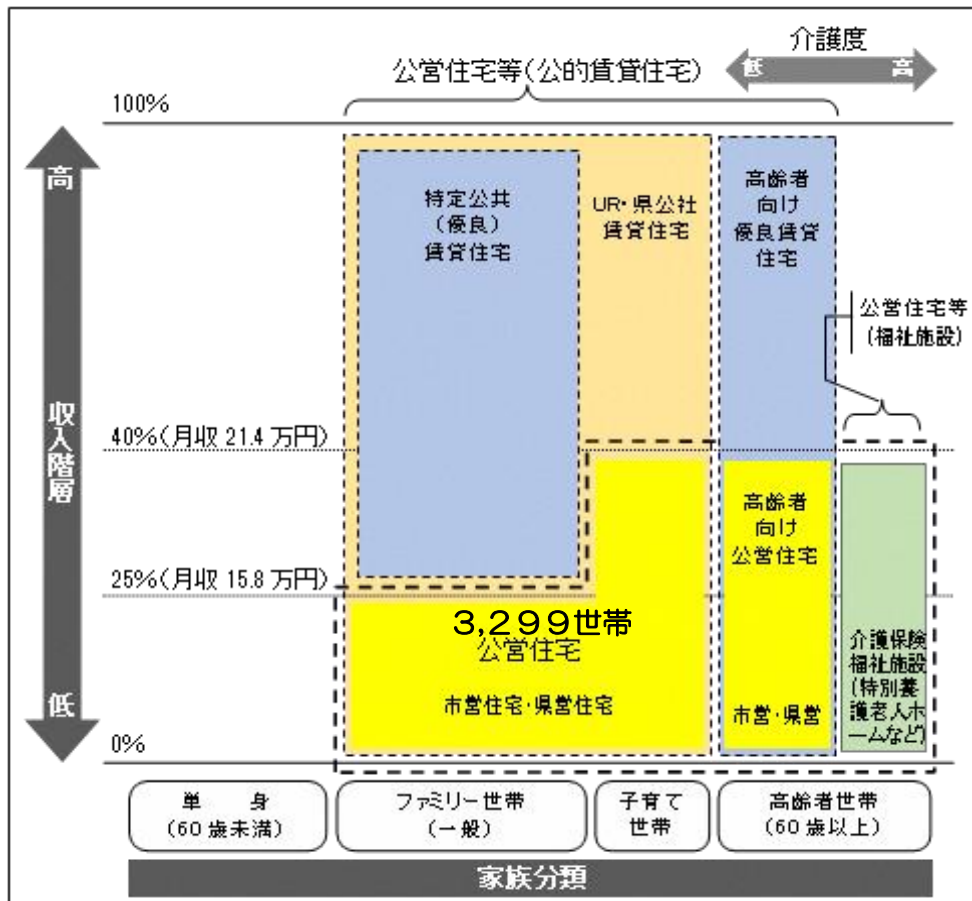 介護度
低 高
公営住宅等(公的賃貸住宅)
100%
高
特定公共
(優良)
賃貸住宅
UR・県公社
賃貸住宅
高齢者
向け
優良賃貸
住宅
公営住宅等
(福祉施設)
収入階層
40%(月収 21.4 万円)
高齢者
向け
公営住宅
25%(月収 15.8 万円)
3,299世帯
公営住宅
市営住宅・県営住宅
市営・県営
介護保険
福祉施設
(特別養
護老人ホ
ームなど)
低
0%
単 身
(60 歳未満)
ファミリー世帯
(一般)
子育て
世帯
高齢者世帯
(60 歳以上)
家族分類